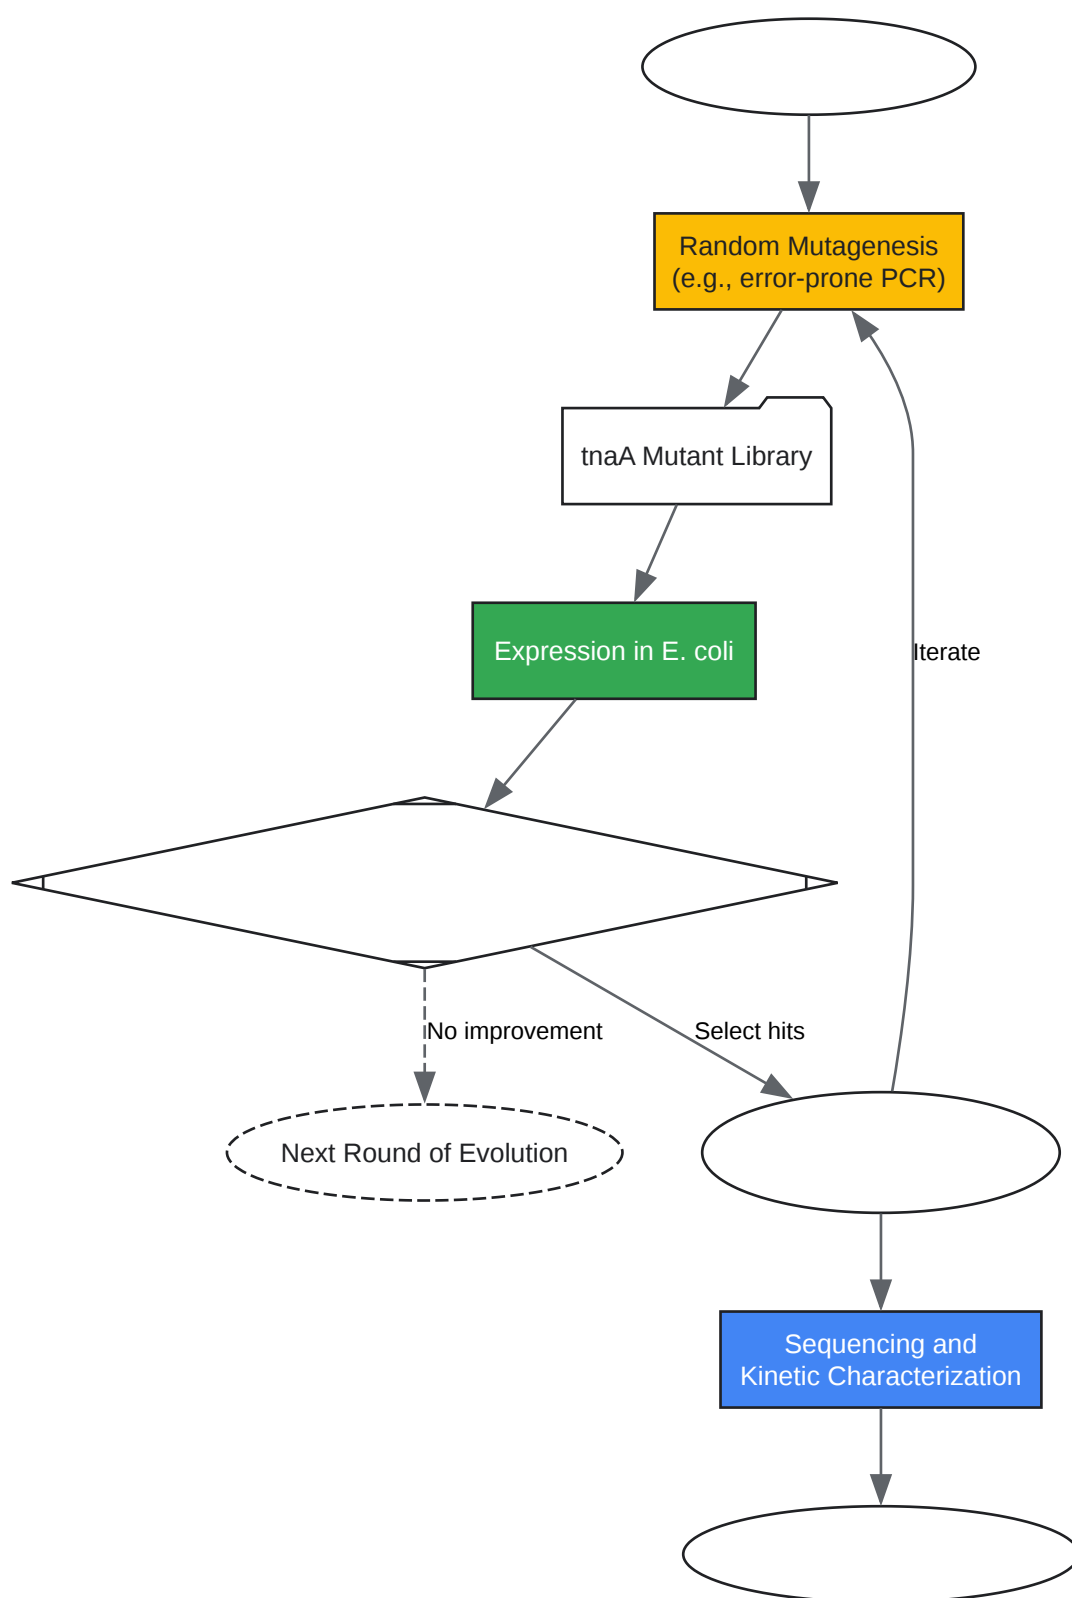 Random Mutagenesis
(e.g., error-prone PCR)
tnaA Mutant Library
Expression in E. coli
Iterate
No improvement
Select hits
Next Round of Evolution
Sequencing and
Kinetic Characterization